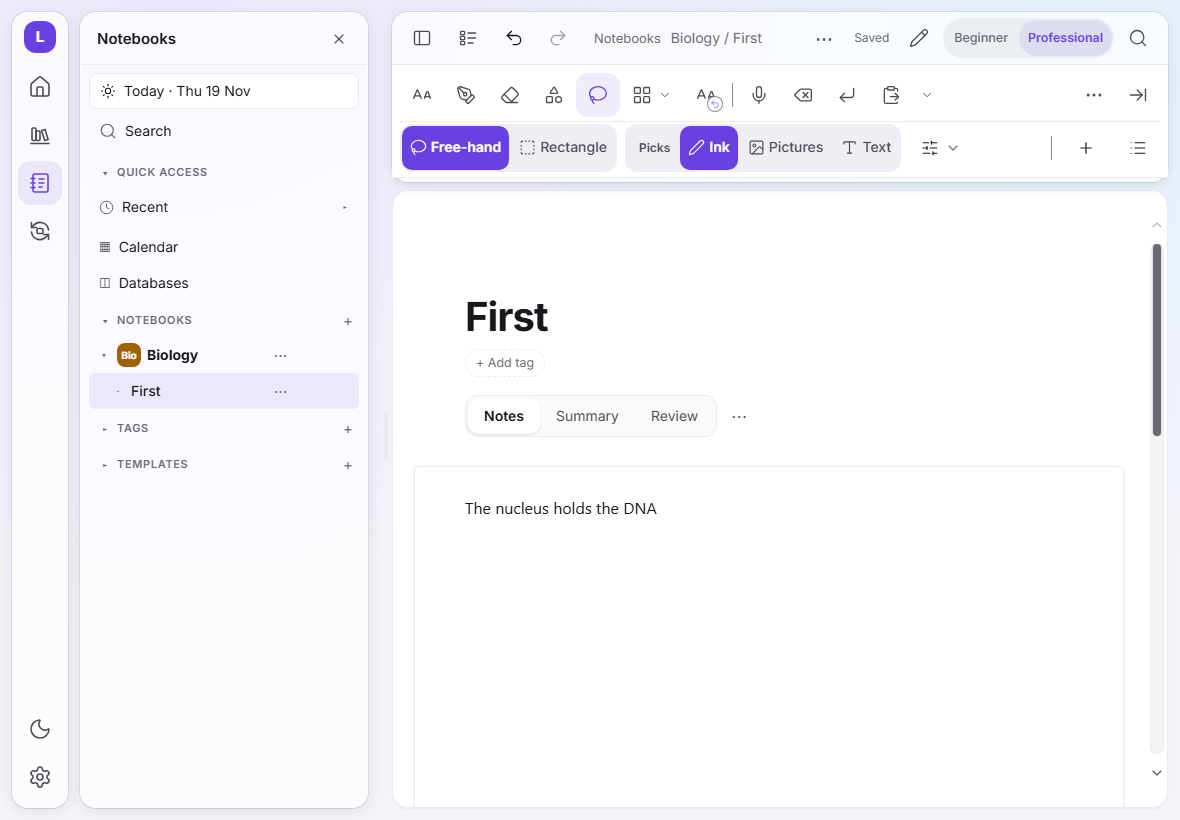 L
Notebooks
Today · Thu 19 Nov
Search
QUICK ACCESS
Recent
Calendar
Databases
NOTEBOOKS
Bio Biology
First
TAGS
TEMPLATES
Notebooks Biology / First
Saved
Beginner Professional
AA
AA
Free-hand Rectangle Picks Ink Pictures Text
First
+ Add tag
Notes Summary Review
The nucleus holds the DNA